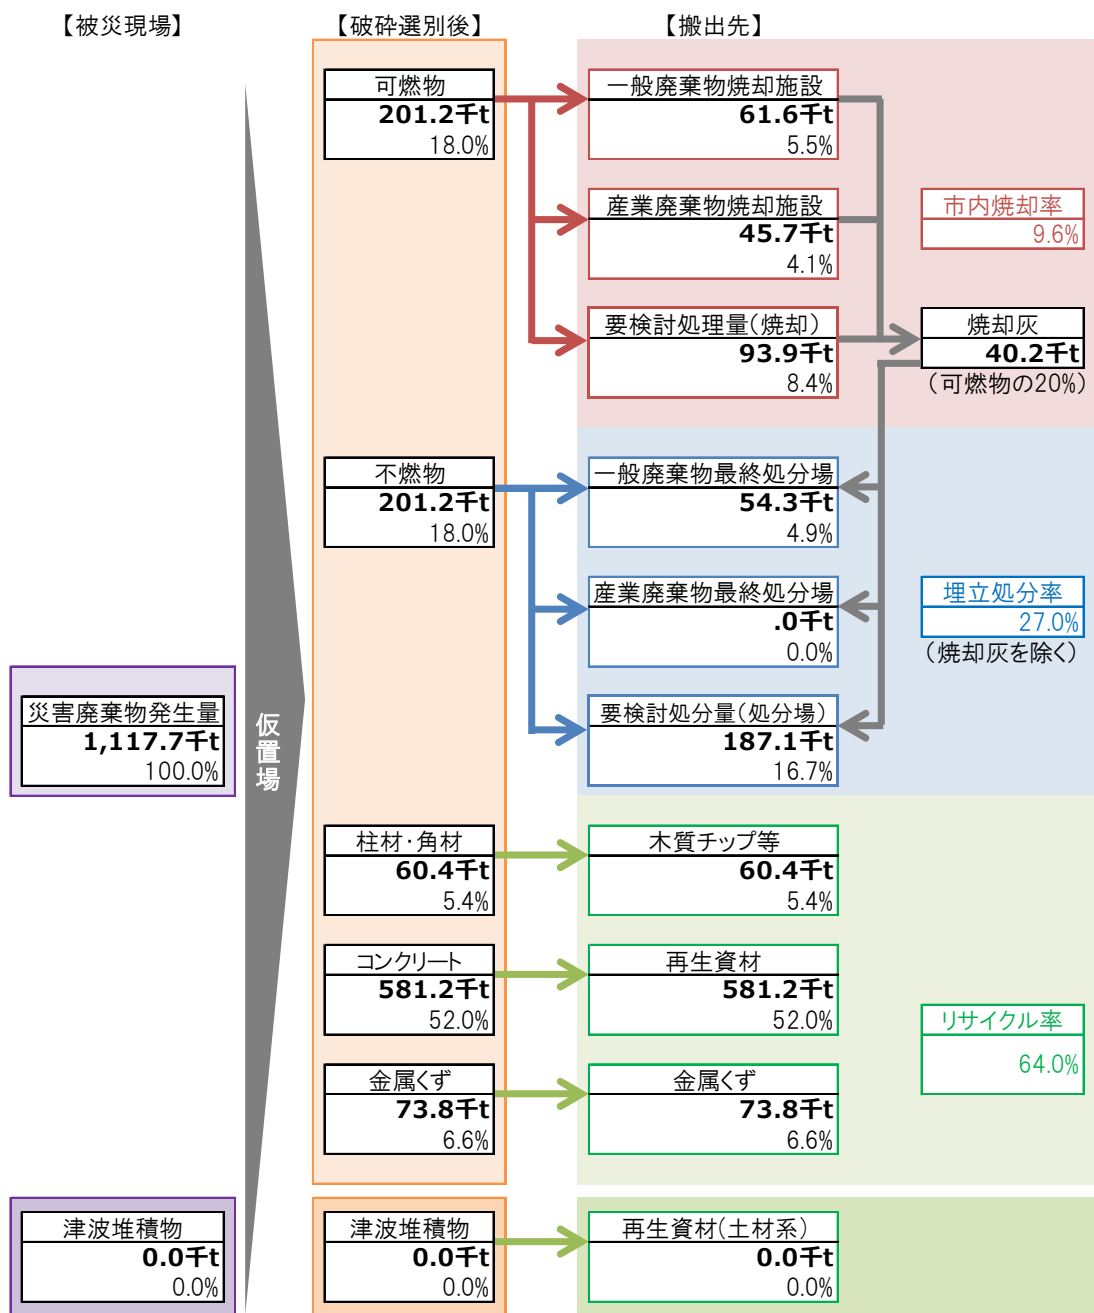 【被災現場】
【破砕選別後】
【搬出先】
可燃物
201.2千t
18.0%
一般廃棄物焼却施設
61.6千t
5.5%
産業廃棄物焼却施設
45.7千t
4.1%
市内焼却率
9.6%
要検討処理量(焼却)
93.9千t
8.4%
焼却灰
40.2千t
(可燃物の20%)
不燃物
201.2千t
18.0%
一般廃棄物最終処分場
54.3千t
4.9%
産業廃棄物最終処分場
.0千t
0.0%
埋立処分率
27.0%
(焼却灰を除く)
災害廃棄物発生量
1,117.7千t
100.0%
仮置場
要検討処分量(処分場)
187.1千t
16.7%
柱材・角材
60.4千t
5.4%
木質チップ等
60.4千t
5.4%
コンクリート
581.2千t
52.0%
再生資材
581.2千t
52.0%
リサイクル率
64.0%
金属くず
73.8千t
6.6%
金属くず
73.8千t
6.6%
津波堆積物
0.0千t
0.0%
津波堆積物
0.0千t
0.0%
再生資材(土材系)
0.0千t
0.0%